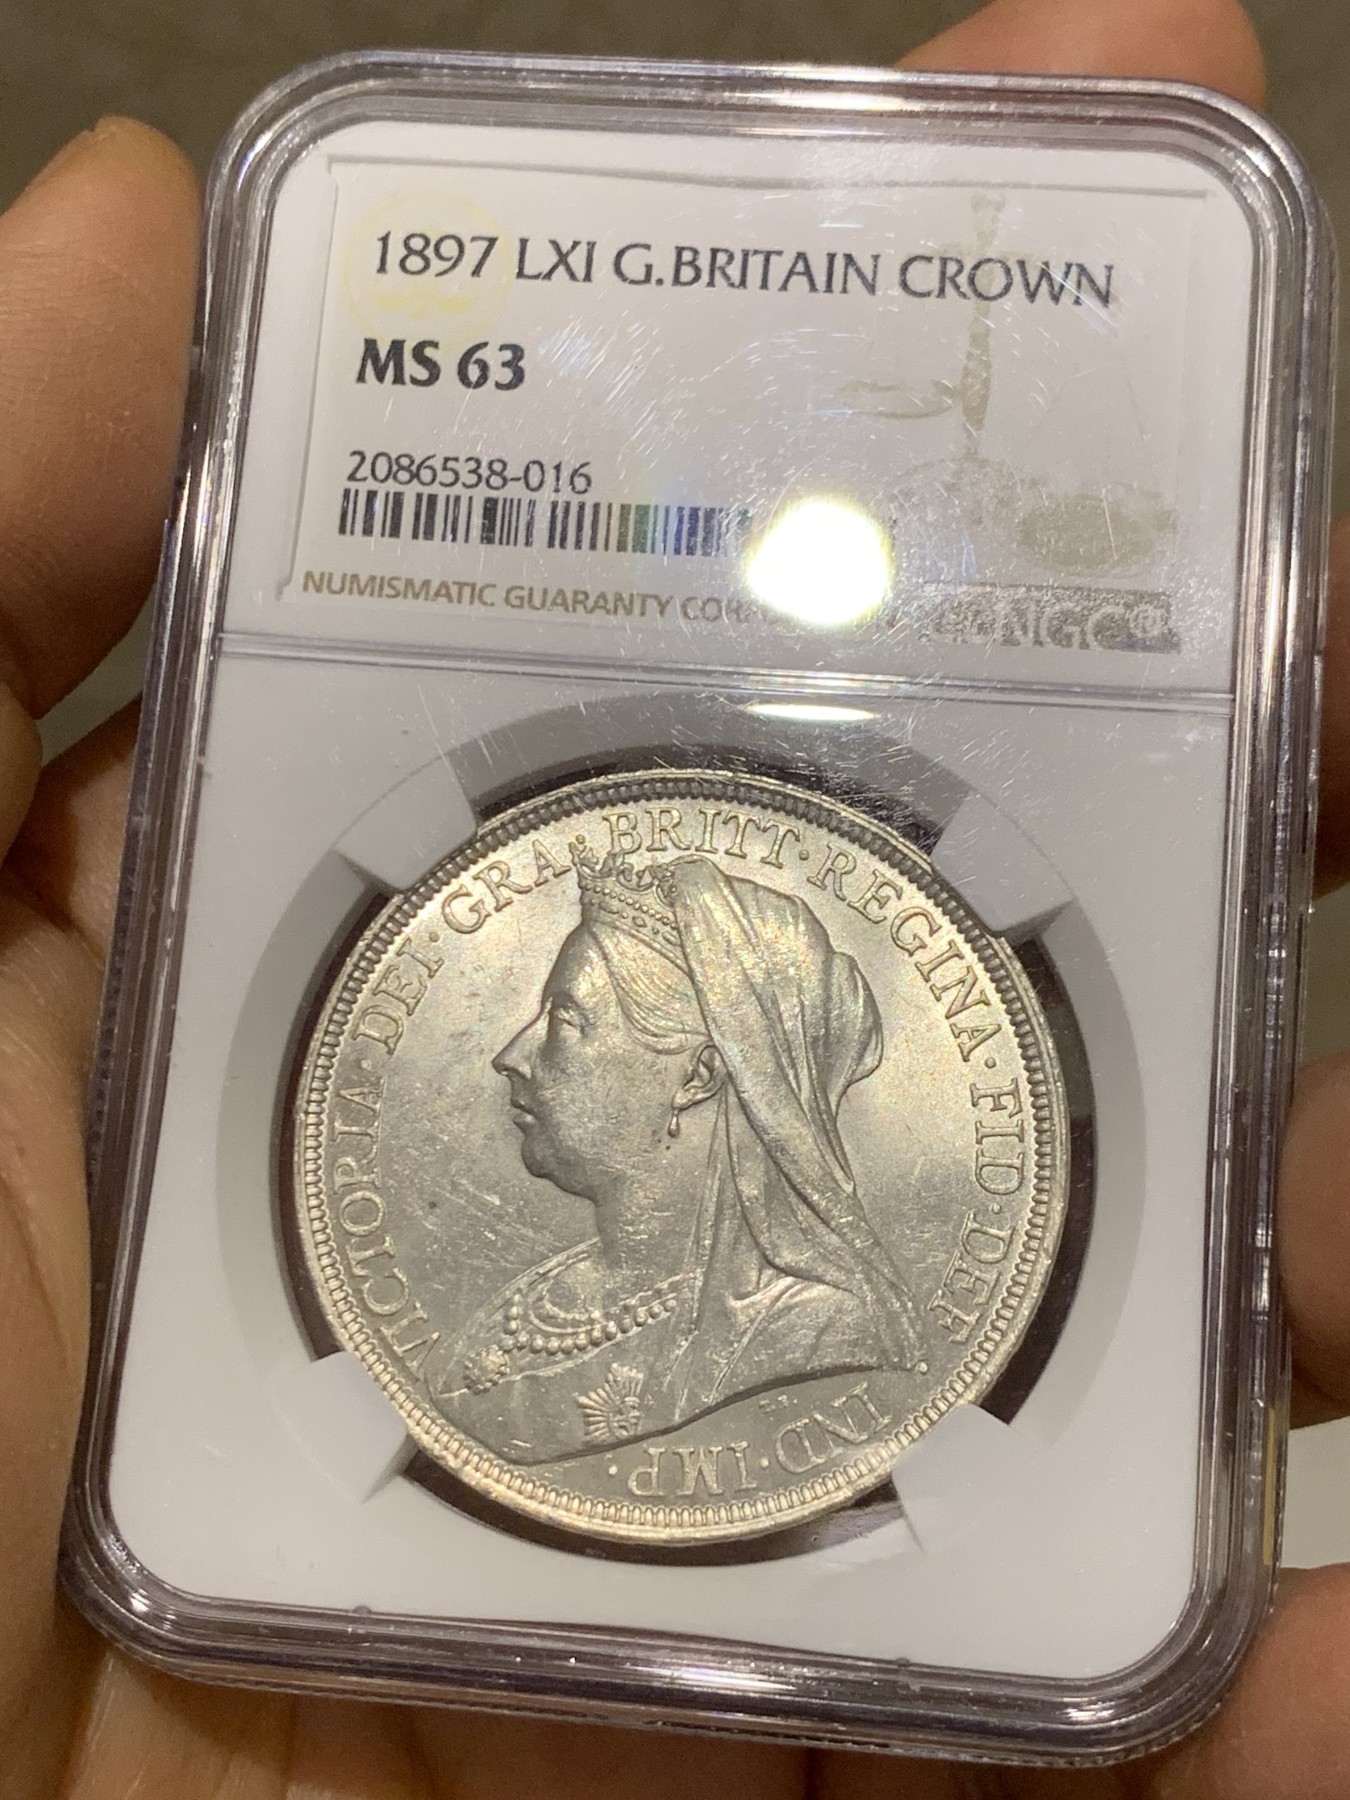 1897 LXI G.BRITAIN CROWN
MS 63
2086538-016
NUMISMATIC GUARANTY
NGC
VICTORIA·DEI·GRA·BRITT·REGINA·FID·DEF·IND·IMP·
T.B.